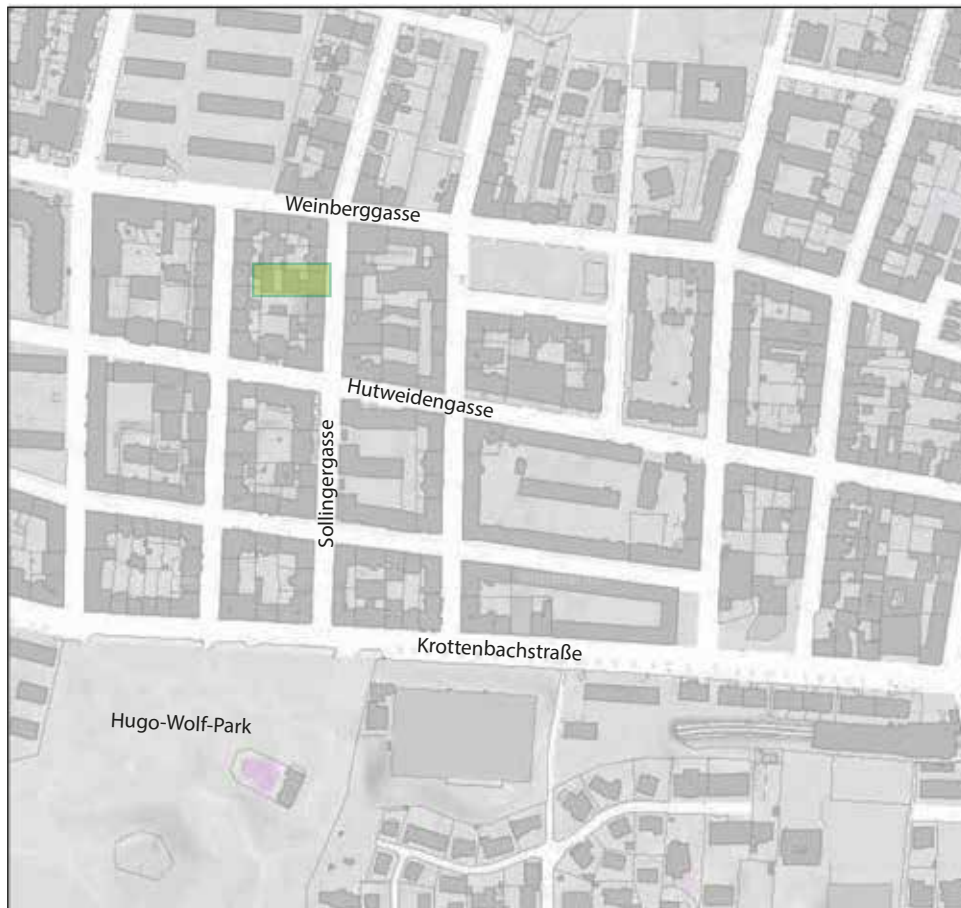 Weinberggasse
Hutweidengasse
Sollingergasse
Krottenbachstraße
Hugo-Wolf-Park